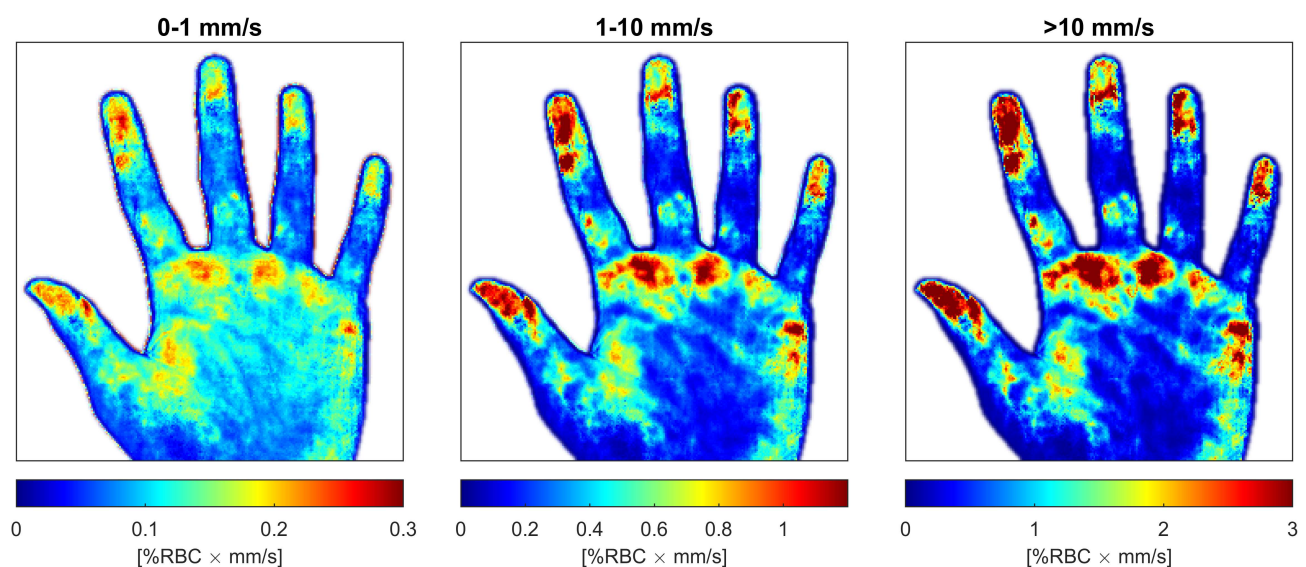 0-1 mm/s
1-10 mm/s
>10 mm/s
0 0.1 0.2 0.3
[%RBC × mm/s]
0 0.2 0.4 0.6 0.8 1
[%RBC × mm/s]
0 1 2 3
[%RBC × mm/s]